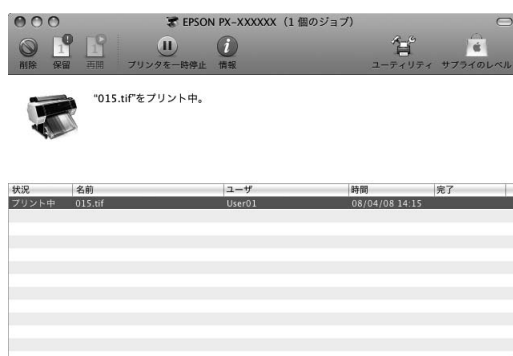 EPSON PX-XXXXXX（1 個のジョブ）
削除 保留 再開 プリンタを一時停止 情報 ユーティリティ サプライのレベル
"015.tif"をプリント中。
状況 名前 ユーザ 時間 完了
プリント中 015.tif User01 08/04/08 14:15